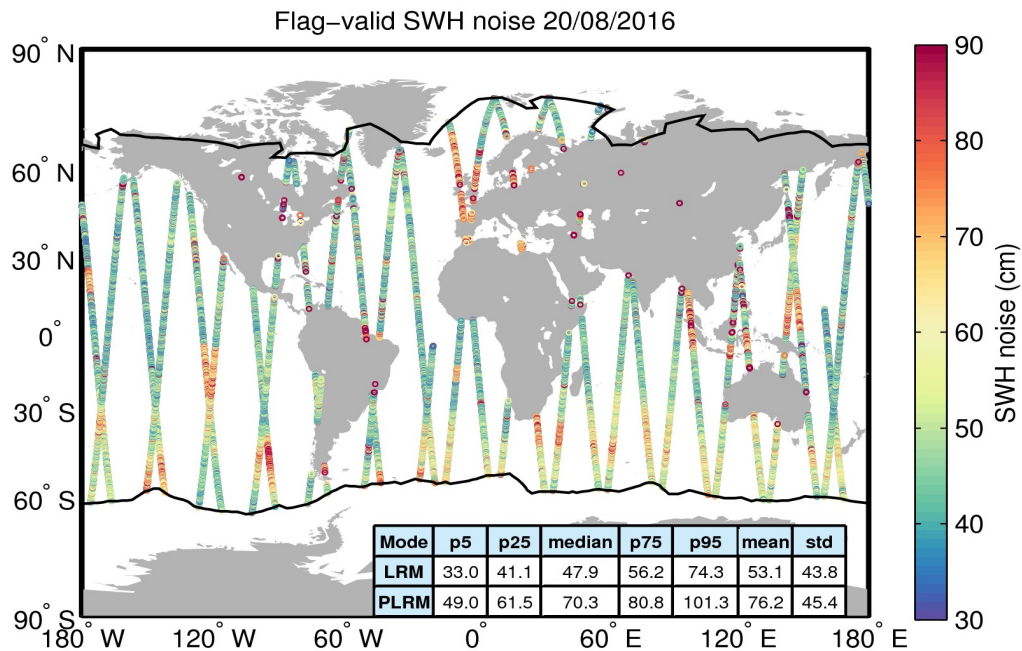 Flag−valid SWH noise 20/08/2016
90° N
60° N
30° N
0°
30° S
60° S
90° S
180° W
120° W
60° W
0°
60° E
120° E
180° E
Mode p5 p25 median p75 p95 mean std
LRM 33.0 41.1 47.9 56.2 74.3 53.1 43.8
PLRM 49.0 61.5 70.3 80.8 101.3 76.2 45.4
90
80
70
60
50
40
30
SWH noise (cm)